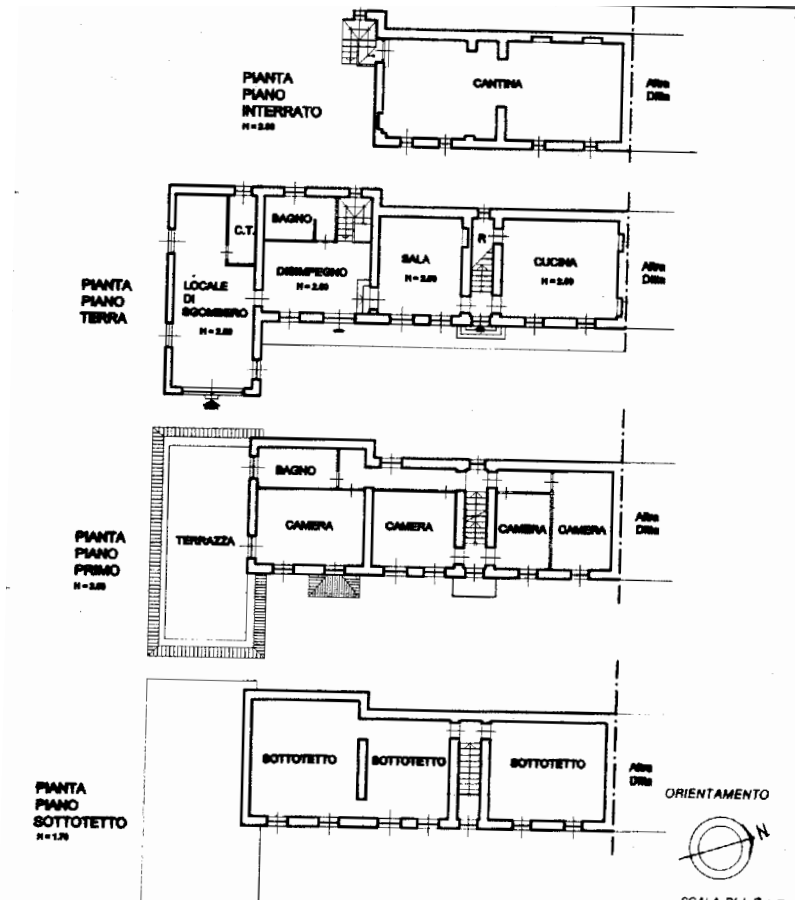 PIANTA
PIANO
INTERRATO
CANTINA
Altra
Ditta
BAGNO
C.T.
R
SALA
CUCINA
DISIMPEGNO
LOCALE
DI
SGOMBERO
PIANTA
PIANO
TERRA
Altra
Ditta
BAGNO
CAMERA
CAMERA
CAMERA
CAMERA
TERRAZZA
PIANTA
PIANO
PRIMO
Altra
Ditta
SOTTOTETTO
SOTTOTETTO
SOTTOTETTO
Altra
Ditta
PIANTA
PIANO
SOTTOTETTO
H = 1.70
ORIENTAMENTO
N